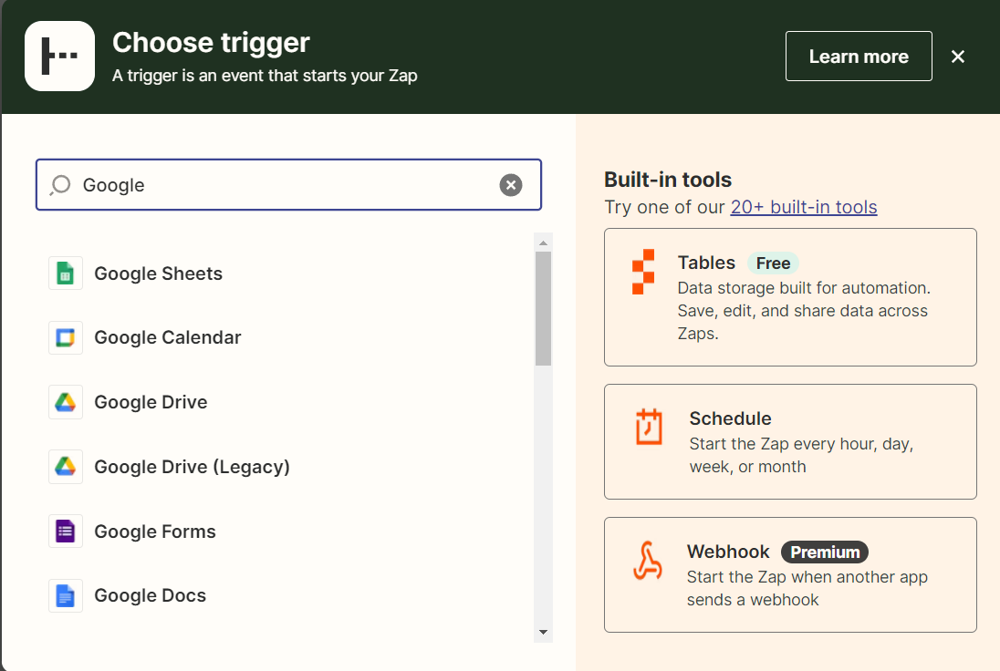 Choose trigger
A trigger is an event that starts your Zap
Learn more
Google
Google Sheets
Google Calendar
Google Drive
Google Drive (Legacy)
Google Forms
Google Docs
Built-in tools
Try one of our 20+ built-in tools
Tables Free
Data storage built for automation.
Save, edit, and share data across
Zaps.
Schedule
Start the Zap every hour, day,
week, or month
Webhook Premium
Start the Zap when another app
sends a webhook